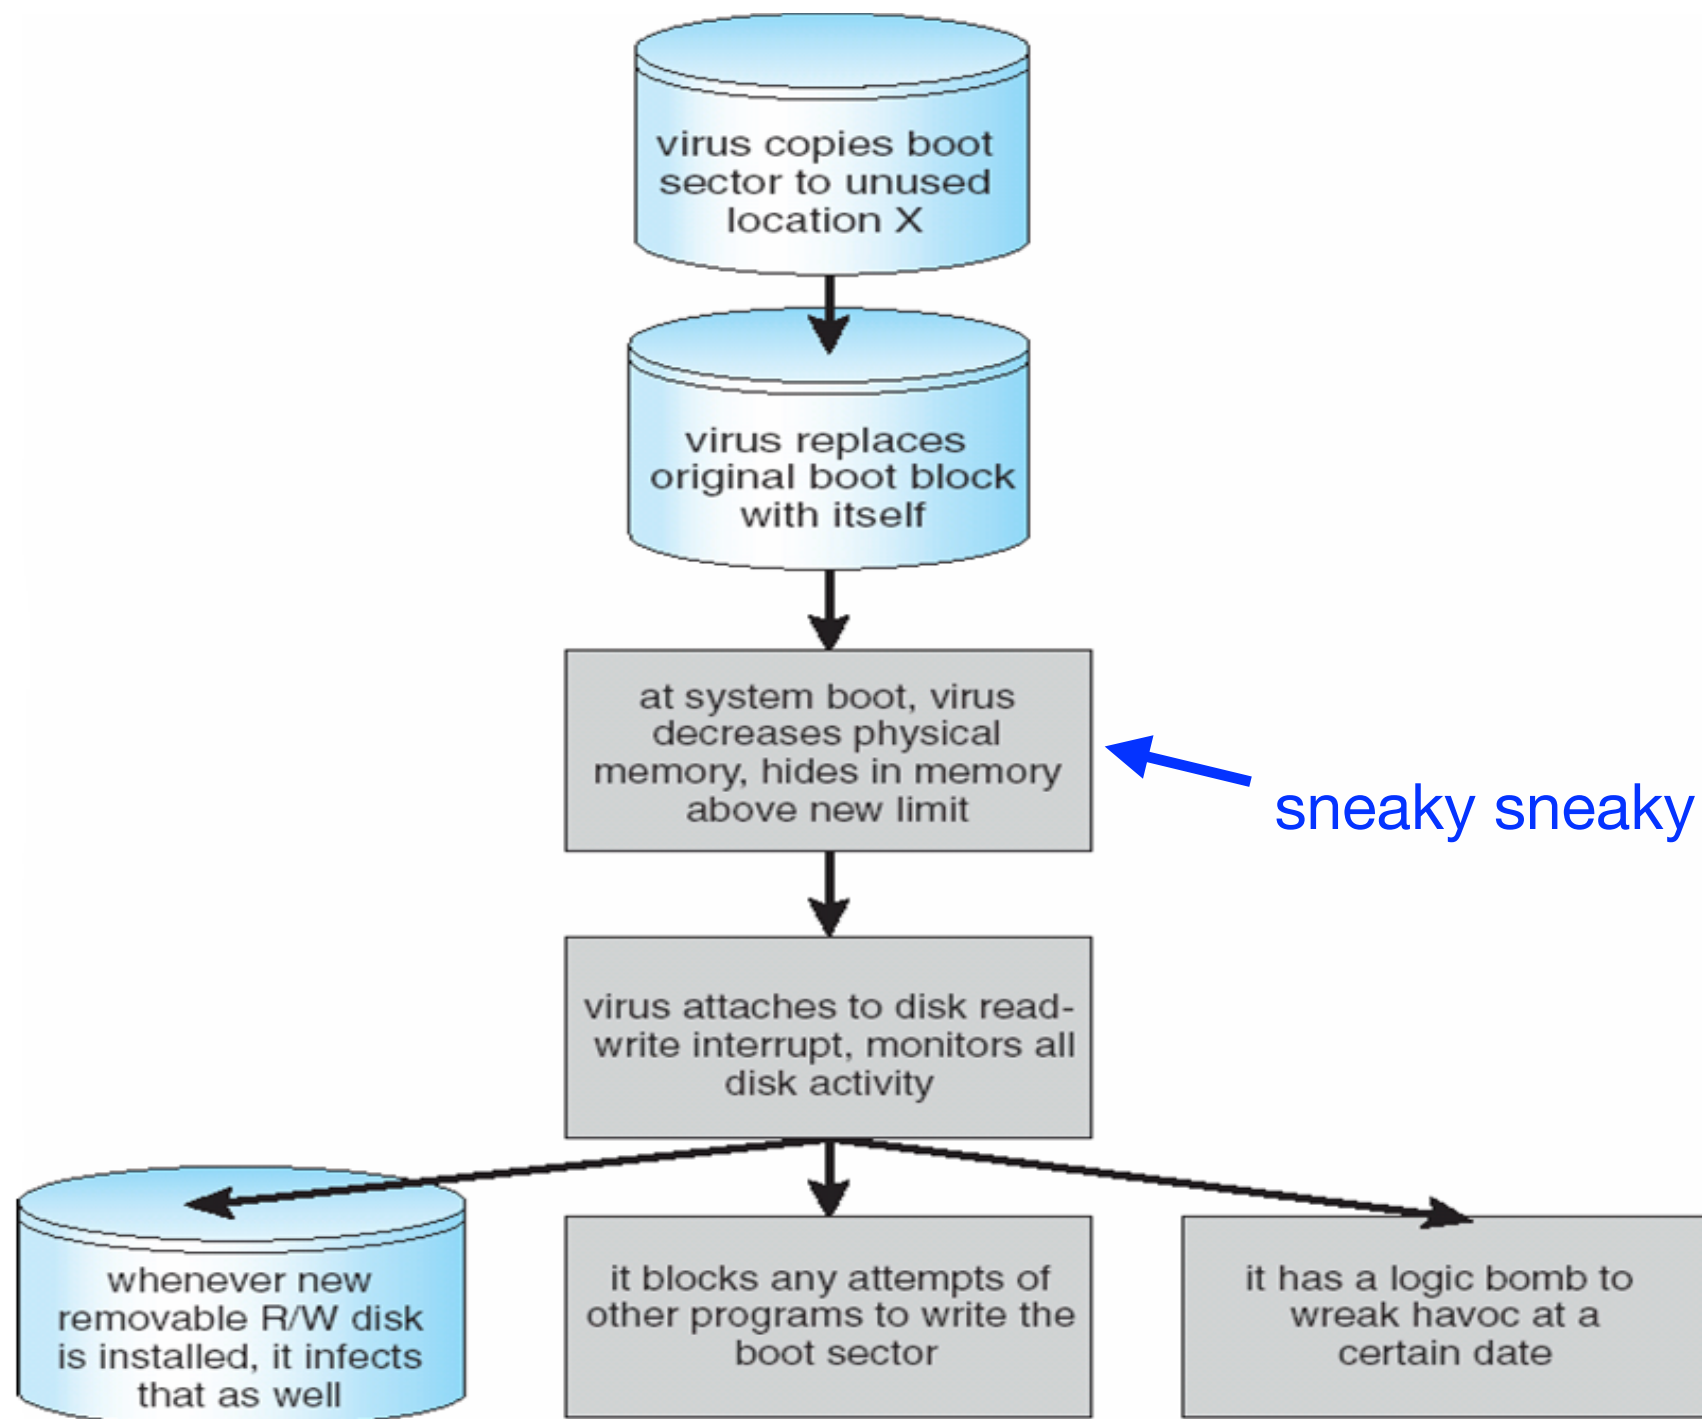 virus copies boot
sector to unused
location X
virus replaces
original boot block
with itself
at system boot, virus
decreases physical
memory, hides in memory
above new limit
sneaky sneaky
virus attaches to disk read-
write interrupt, monitors all
disk activity
whenever new
removable R/W disk
is installed, it infects
that as well
it blocks any attempts of
other programs to write the
boot sector
it has a logic bomb to
wreak havoc at a
certain date